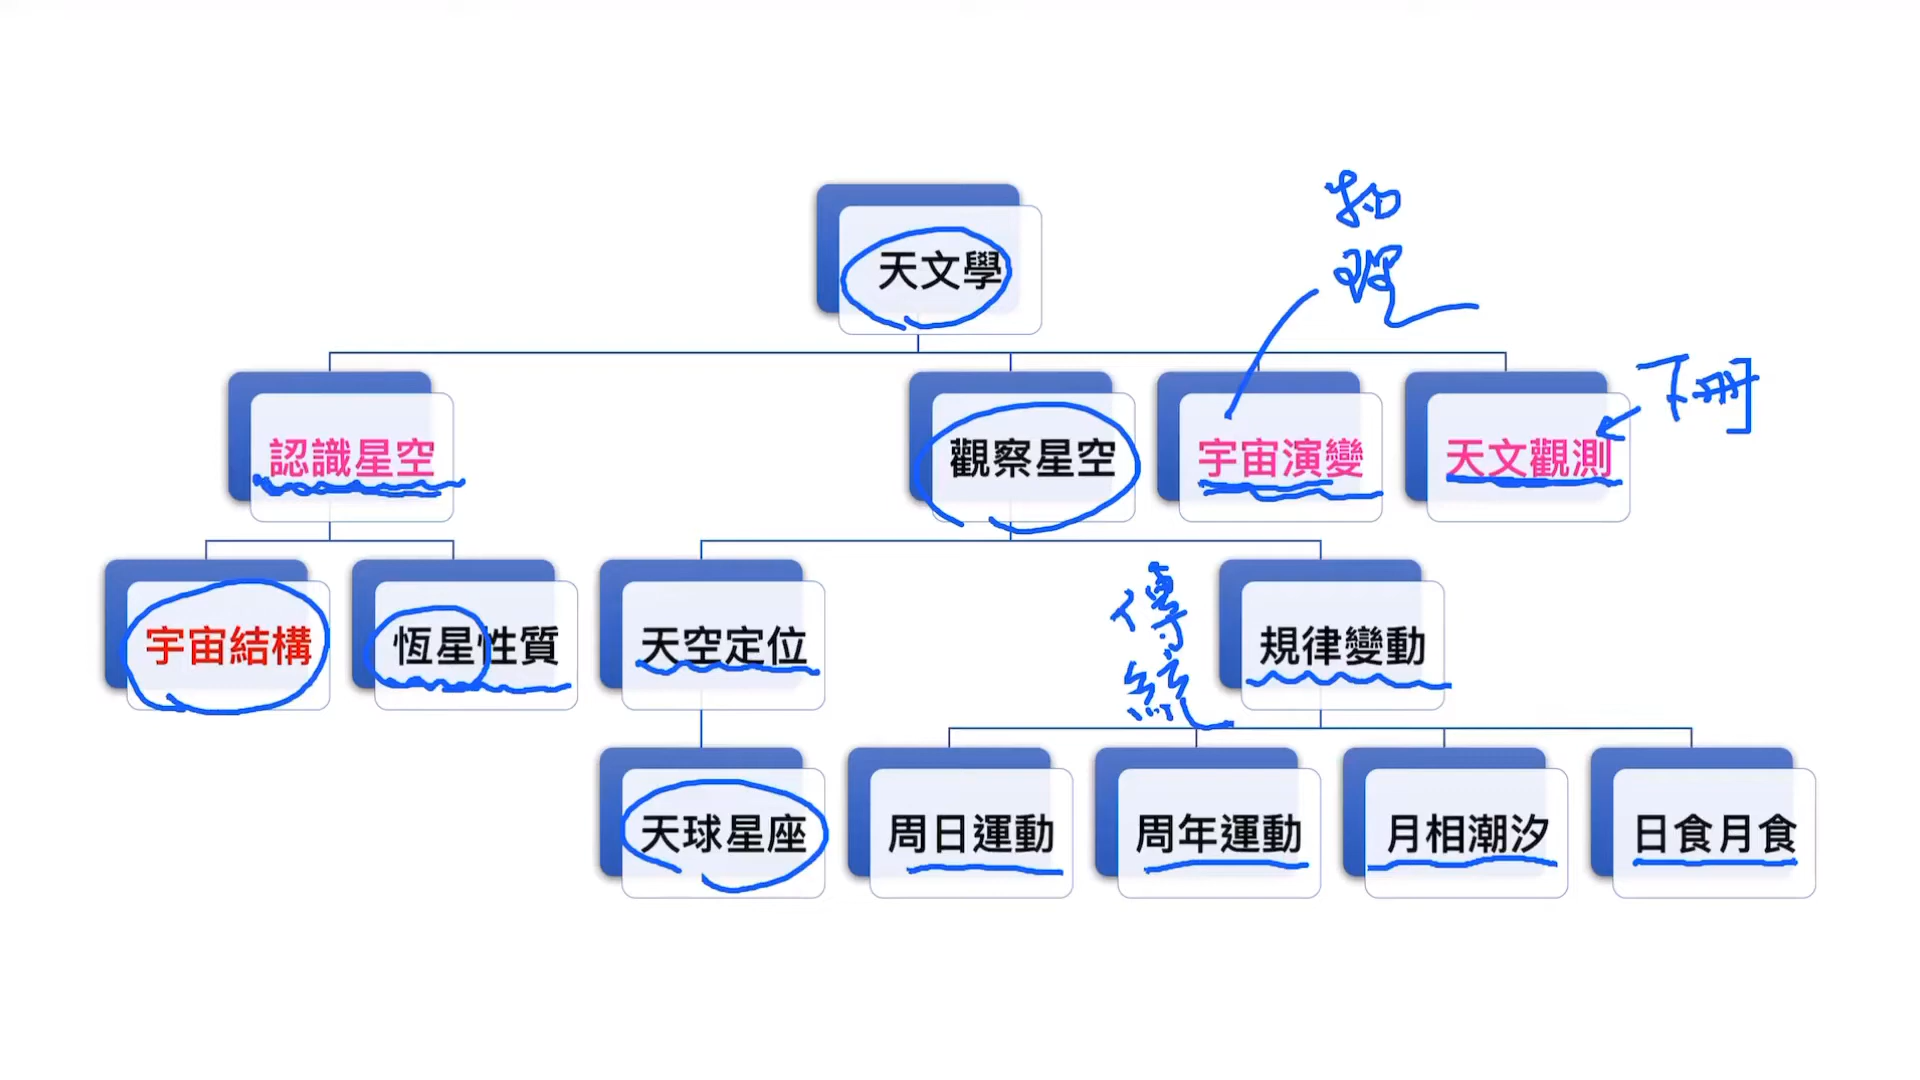 天文學
物
理
下冊
認識星空
觀察星空
宇宙演變
天文觀測
宇宙結構
恆星性質
天空定位
傳
統
規律變動
天球星座
周日運動
周年運動
月相潮汐
日食月食